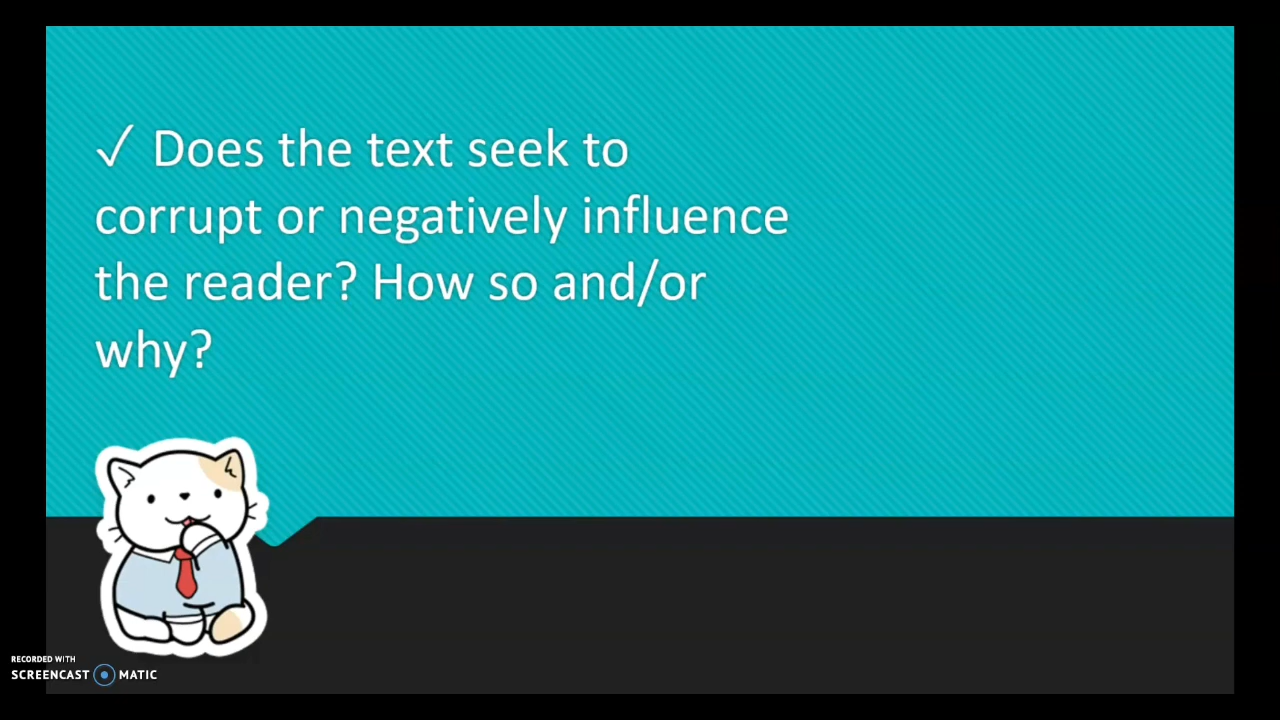 ✓ Does the text seek to
corrupt or negatively influence
the reader? How so and/or
why?
RECORDED WITH
SCREENCAST MATIC